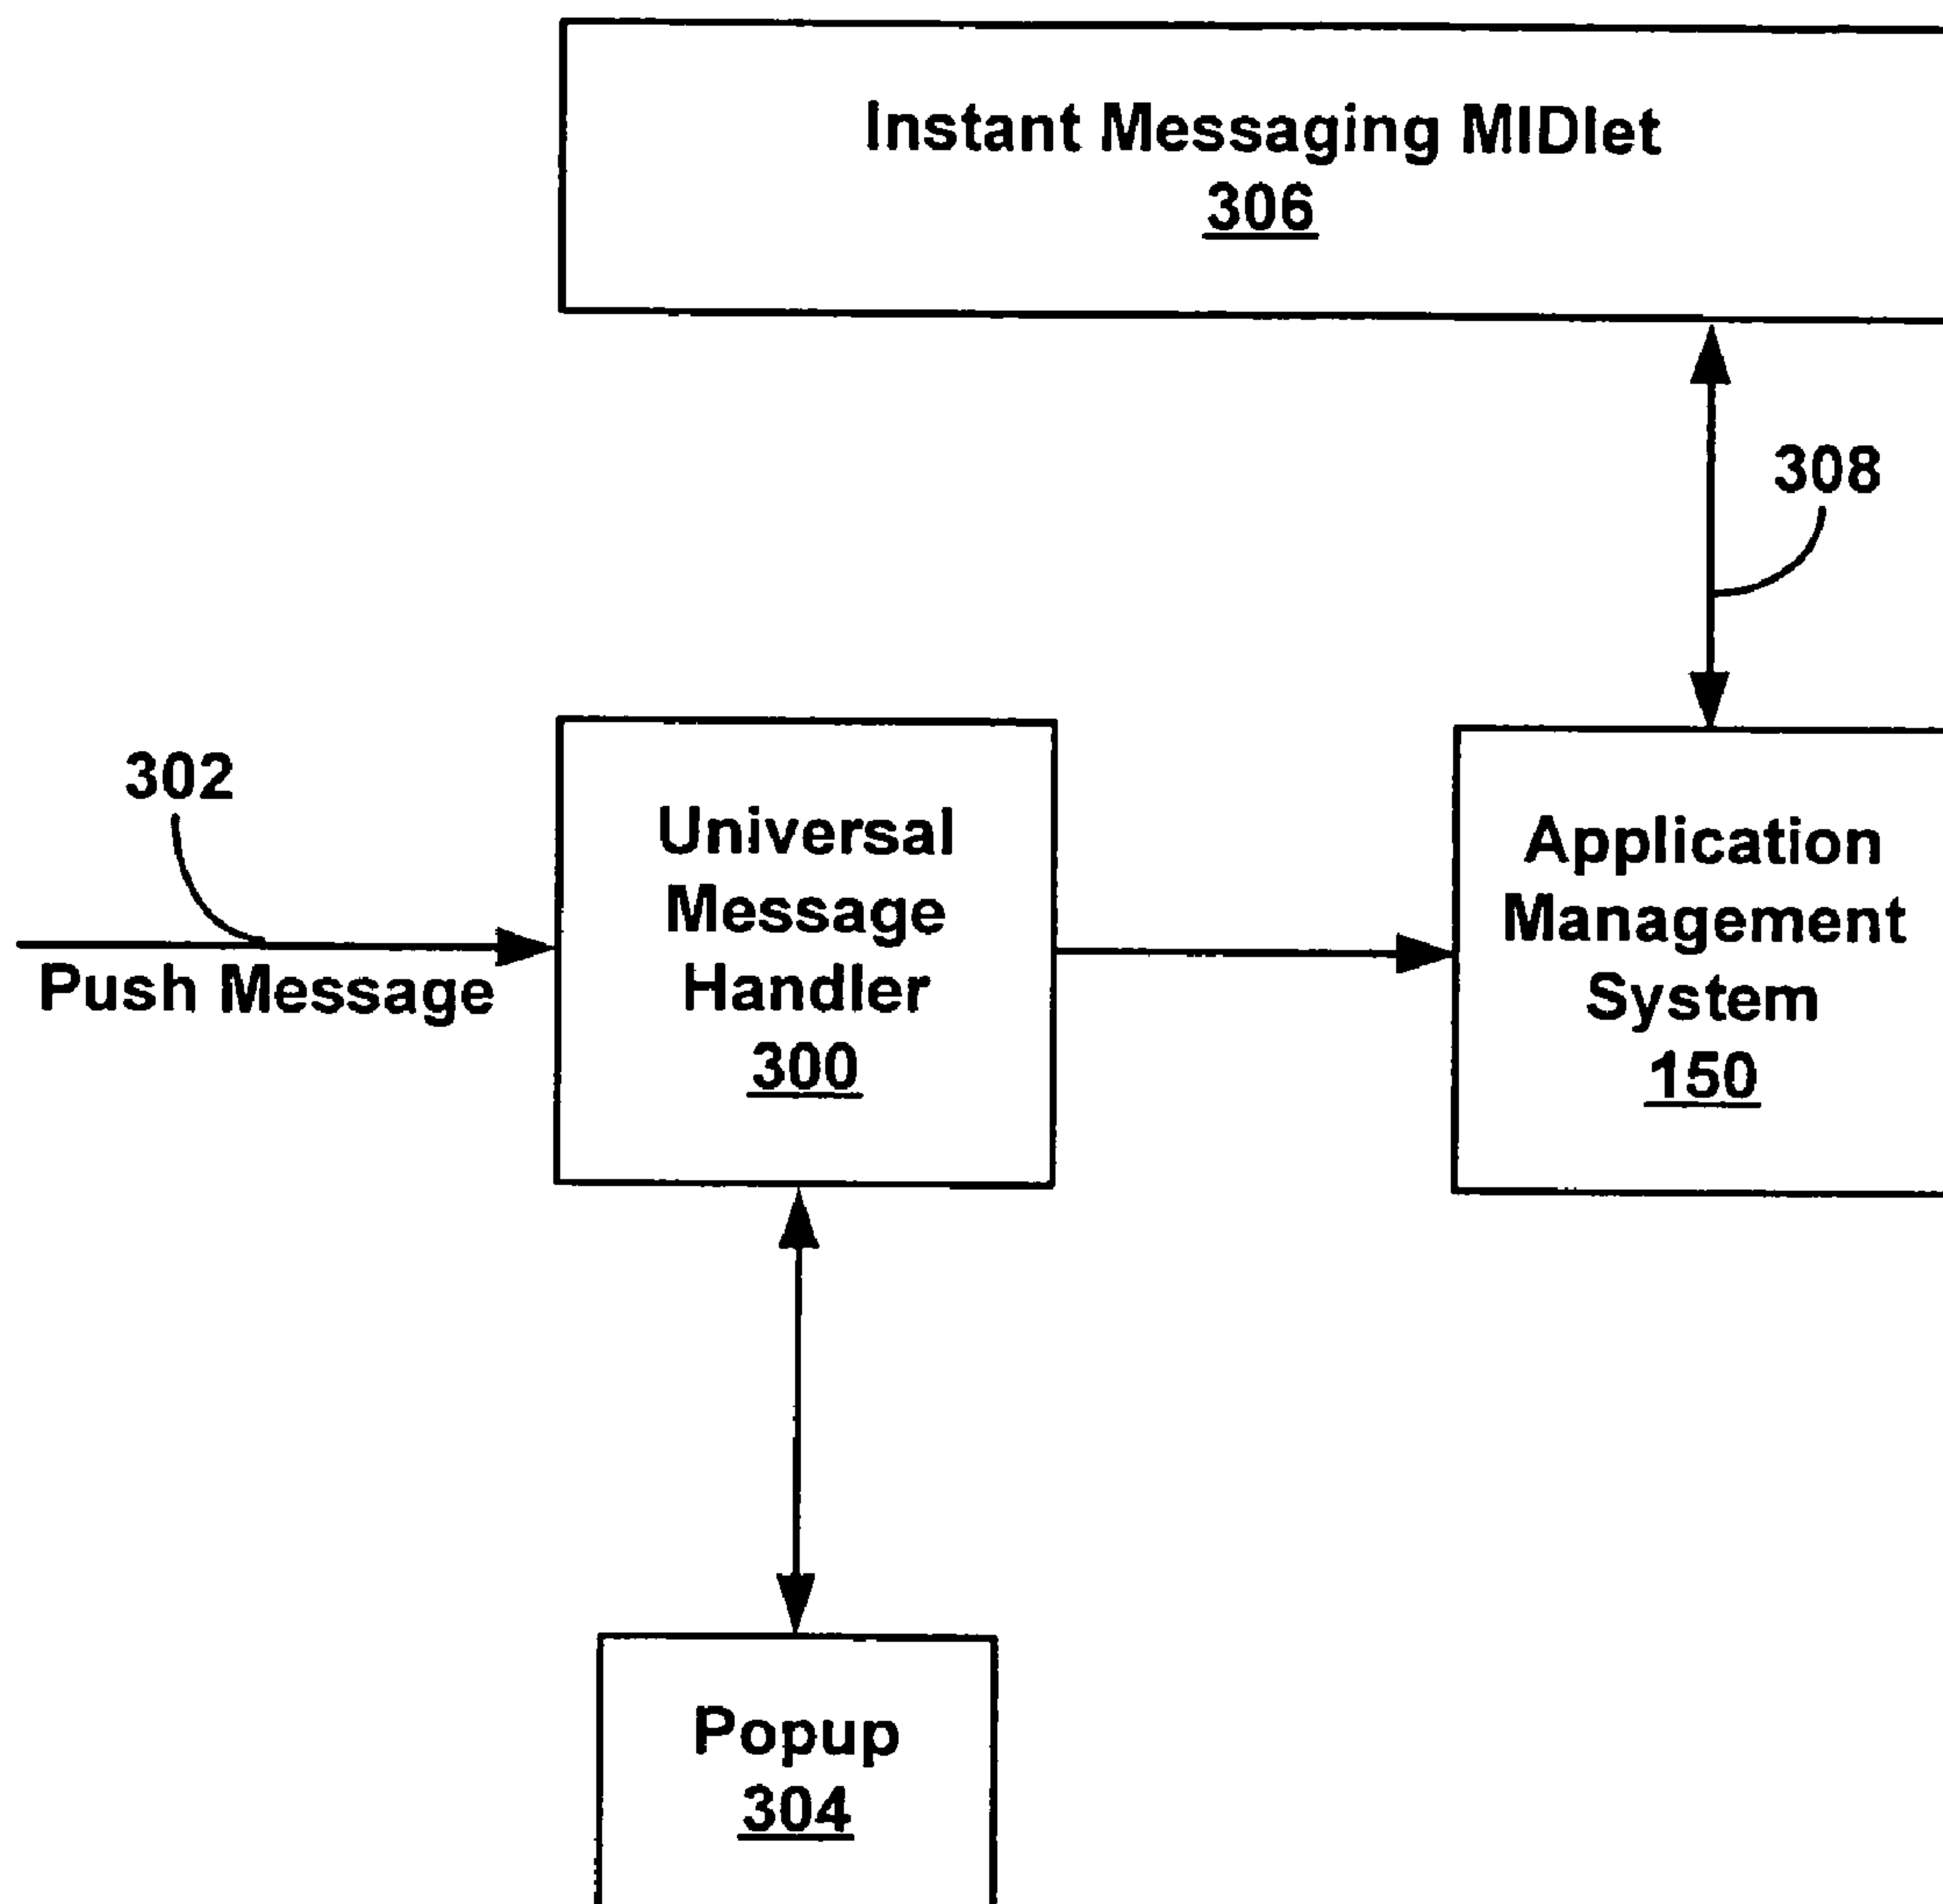 Instant Messaging MIDlet
306
308
302
Universal
Message
Handler
300
Application
Management
System
150
Push Message
Popup
304